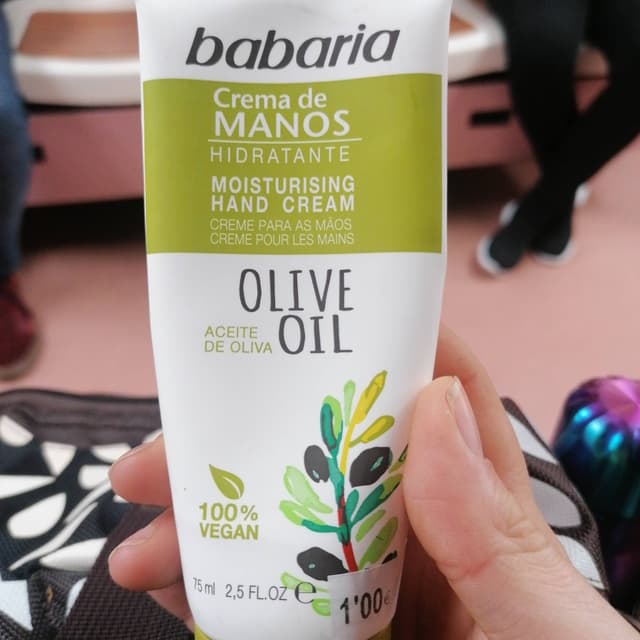 babaria
Crema de
MANOS
HIDRATANTE
MOISTURISING
HAND CREAM
CREME PARA AS MÃOS
CREME POUR LES MAINS
OLIVE
ACEITE OIL
DE OLIVA
100%
VEGAN
75 ml 2,5 FL.OZ ℮
1'00€